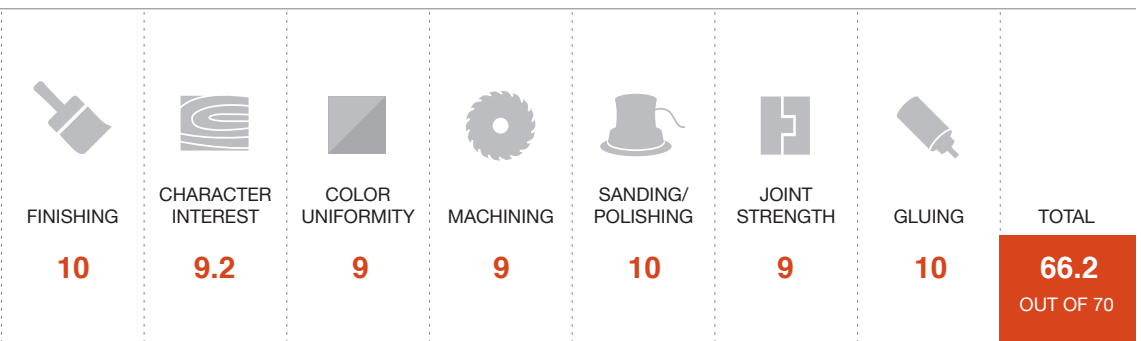 FINISHING
10
CHARACTER
INTEREST
9.2
COLOR
UNIFORMITY
9
MACHINING
9
SANDING/
POLISHING
10
JOINT
STRENGTH
9
GLUING
10
TOTAL
66.2
OUT OF 70